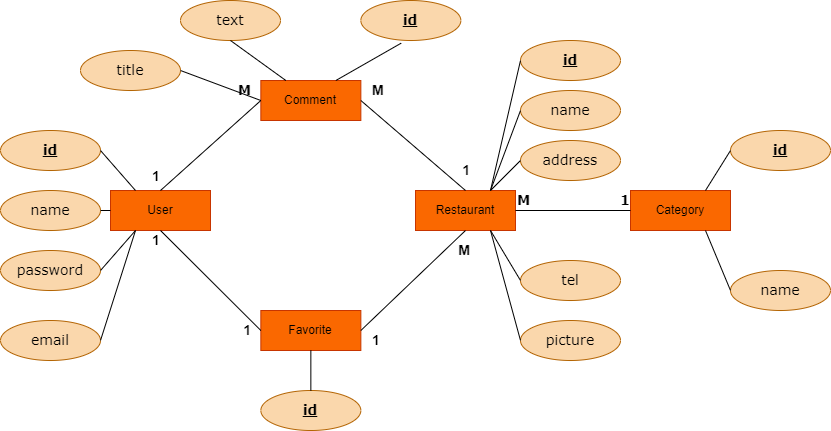 text
id
title
M
Comment
M
id
id
name
address
id
1
1
name
User
Restaurant
M
1
Category
password
1
M
tel
name
email
1
Favorite
1
picture
id